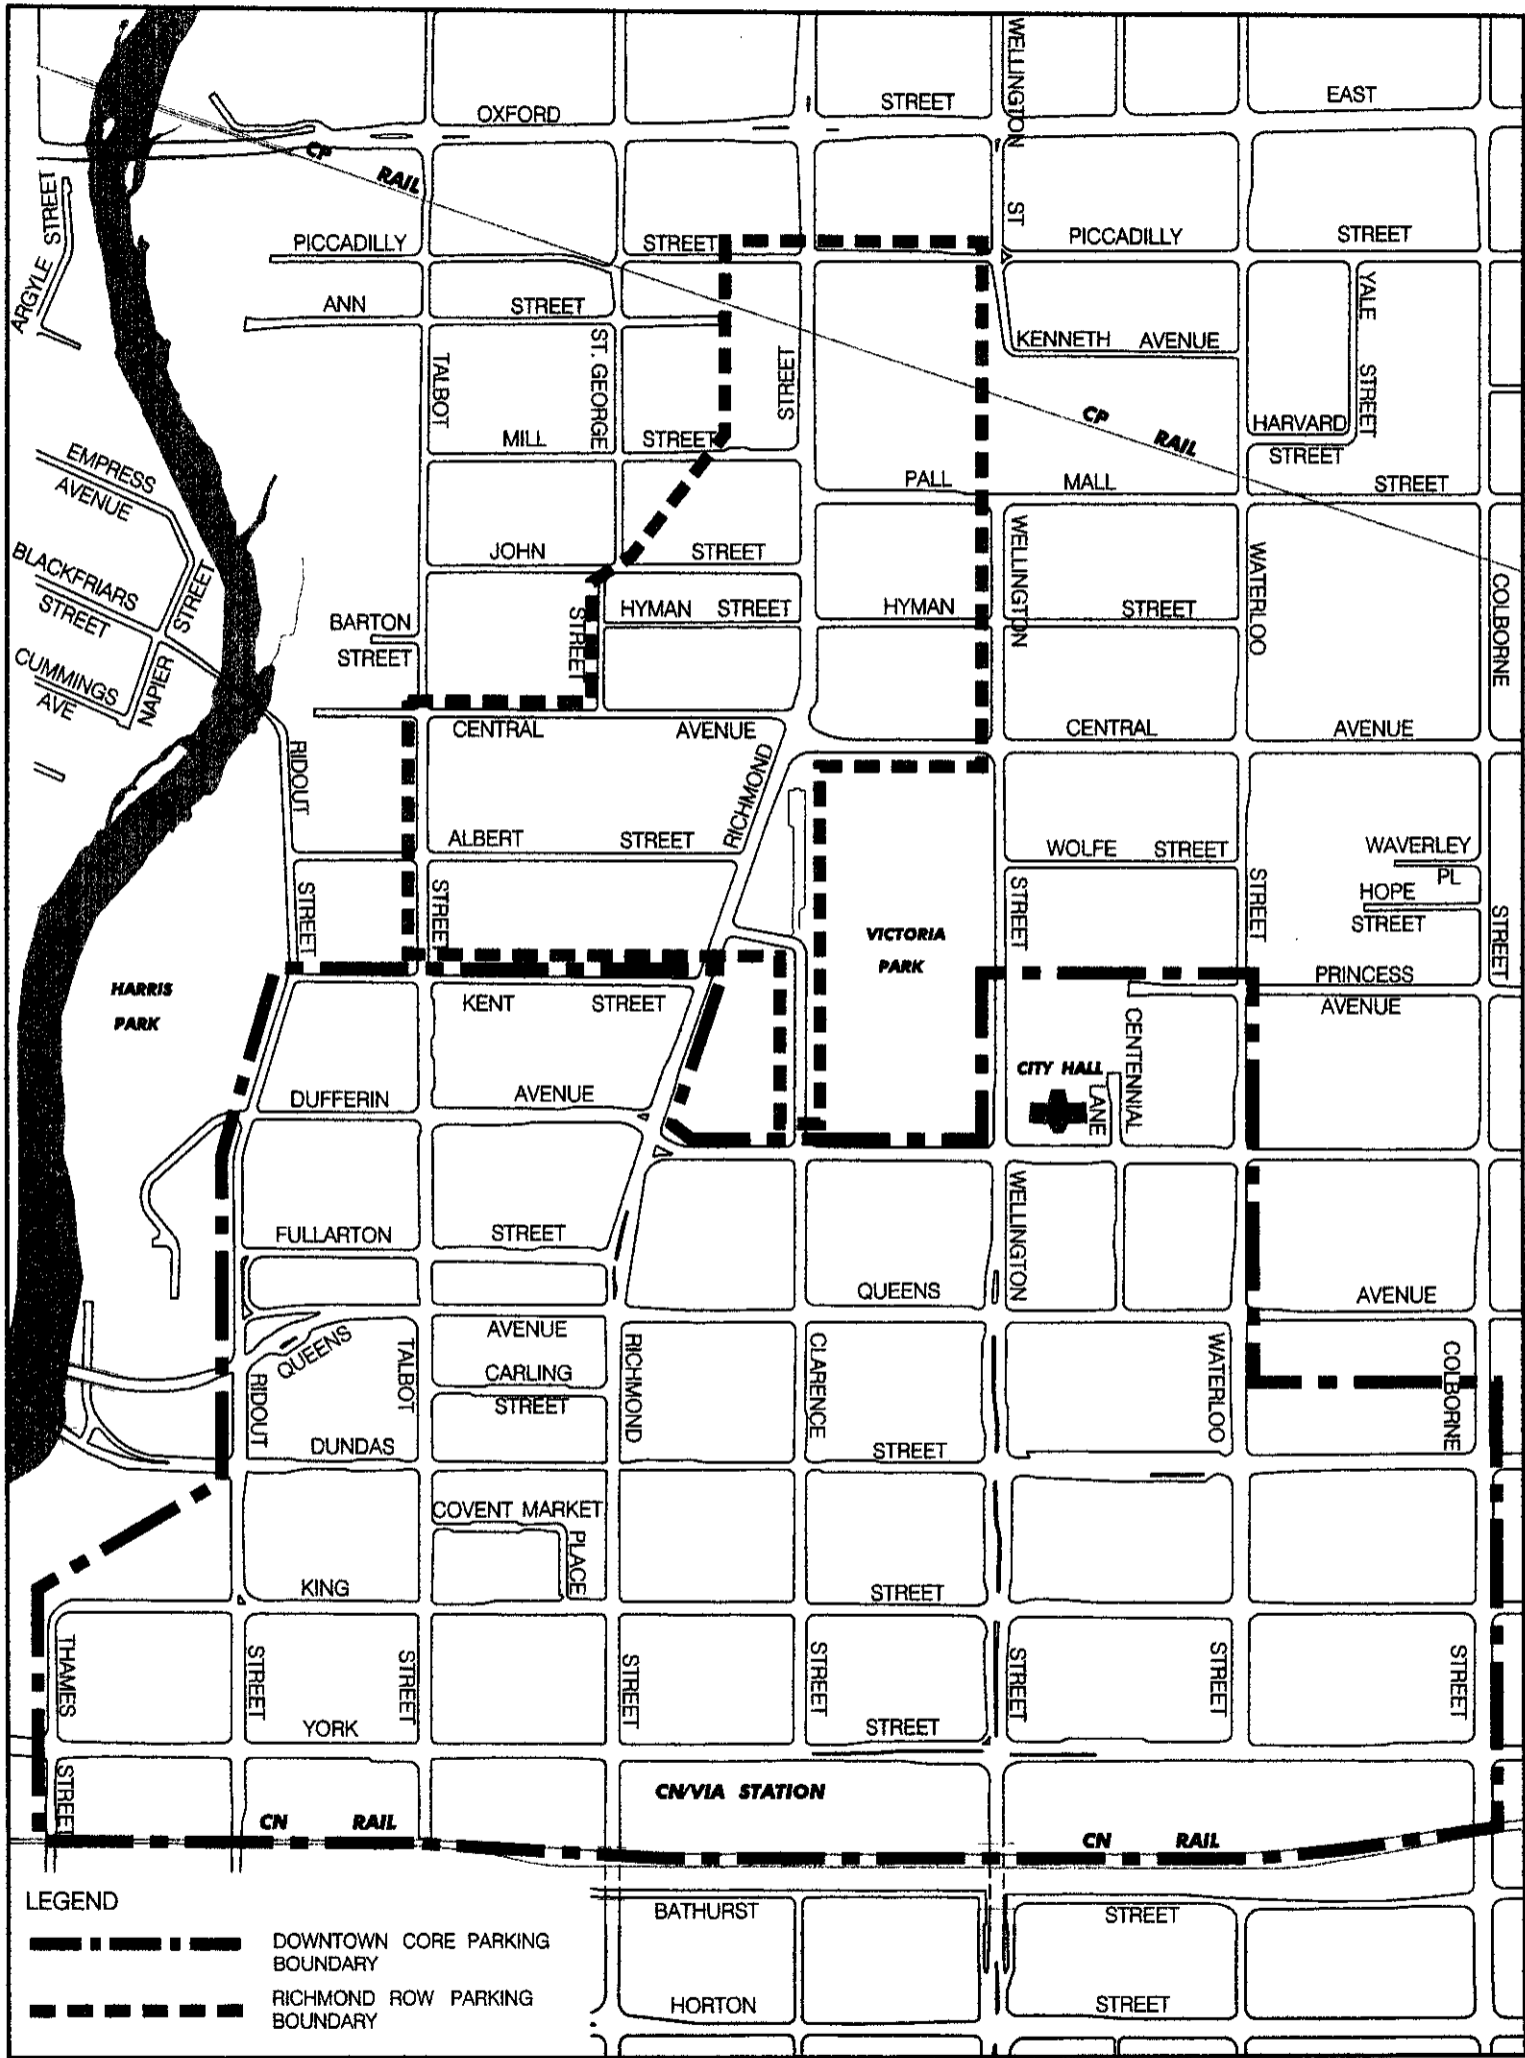 WELLINGTON ST
OXFORD STREET EAST
CP RAIL
ARGYLE STREET
PICCADILLY STREET PICCADILLY STREET
ANN STREET
YALE STREET
KENNETH AVENUE
TALBOT
ST. GEORGE
STREET
MILL STREET
CP RAIL
HARVARD
STREET
EMPRESS
AVENUE
PALL MALL STREET
WELLINGTON
WATERLOO
COLBORNE
JOHN STREET
BLACKFRIARS
STREET
STREET
HYMAN STREET HYMAN STREET
STREET
BARTON
STREET
CUMMINGS
AVE
NAPIER
CENTRAL AVENUE CENTRAL AVENUE
RIDOUT
RICHMOND
ALBERT STREET
WOLFE STREET
WAVERLEY
PL
HOPE
STREET
STREET
STREET
STREET
STREET
STREET
VICTORIA
PARK
HARRIS
PARK
PRINCESS
AVENUE
KENT STREET
CENTENNIAL
LANE
CITY HALL
DUFFERIN AVENUE
WELLINGTON
FULLARTON STREET
QUEENS AVENUE
QUEENS
AVENUE
CARLING
STREET
RIDOUT
TALBOT
RICHMOND
CLARENCE
WATERLOO
COLBORNE
DUNDAS STREET
COVENT MARKET
PLACE
KING STREET
THAMES
STREET
STREET
STREET
STREET
STREET
STREET
STREET
STREET
YORK STREET
CN/VIA STATION
CN RAIL
CN RAIL
LEGEND
BATHURST STREET
DOWNTOWN CORE PARKING
BOUNDARY
RICHMOND ROW PARKING
BOUNDARY
HORTON STREET